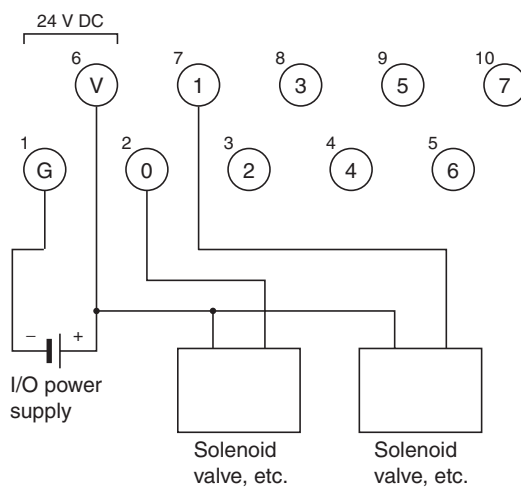 24 V DC
6 V 7 1 8 3 9 5 10 7
1 G 2 0 3 2 4 4 5 6
− +
I/O power
supply
Solenoid
valve, etc.
Solenoid
valve, etc.